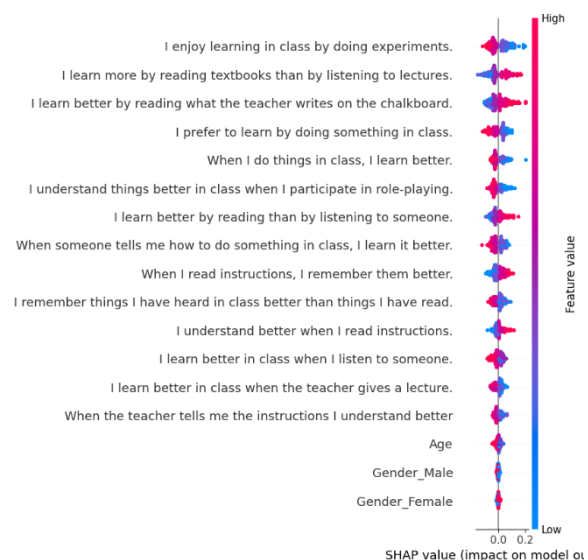 High
I enjoy learning in class by doing experiments.
I learn more by reading textbooks than by listening to lectures.
I learn better by reading what the teacher writes on the chalkboard.
I prefer to learn by doing something in class.
When I do things in class, I learn better.
I understand things better in class when I participate in role-playing.
I learn better by reading than by listening to someone.
When someone tells me how to do something in class, I learn it better.
When I read instructions, I remember them better.
I remember things I have heard in class better than things I have read.
I understand better when I read instructions.
I learn better in class when I listen to someone.
I learn better in class when the teacher gives a lecture.
When the teacher tells me the instructions I understand better
Age
Gender_Male
Gender_Female
Feature value
Low
0.0 0.2
SHAP value (impact on model ou